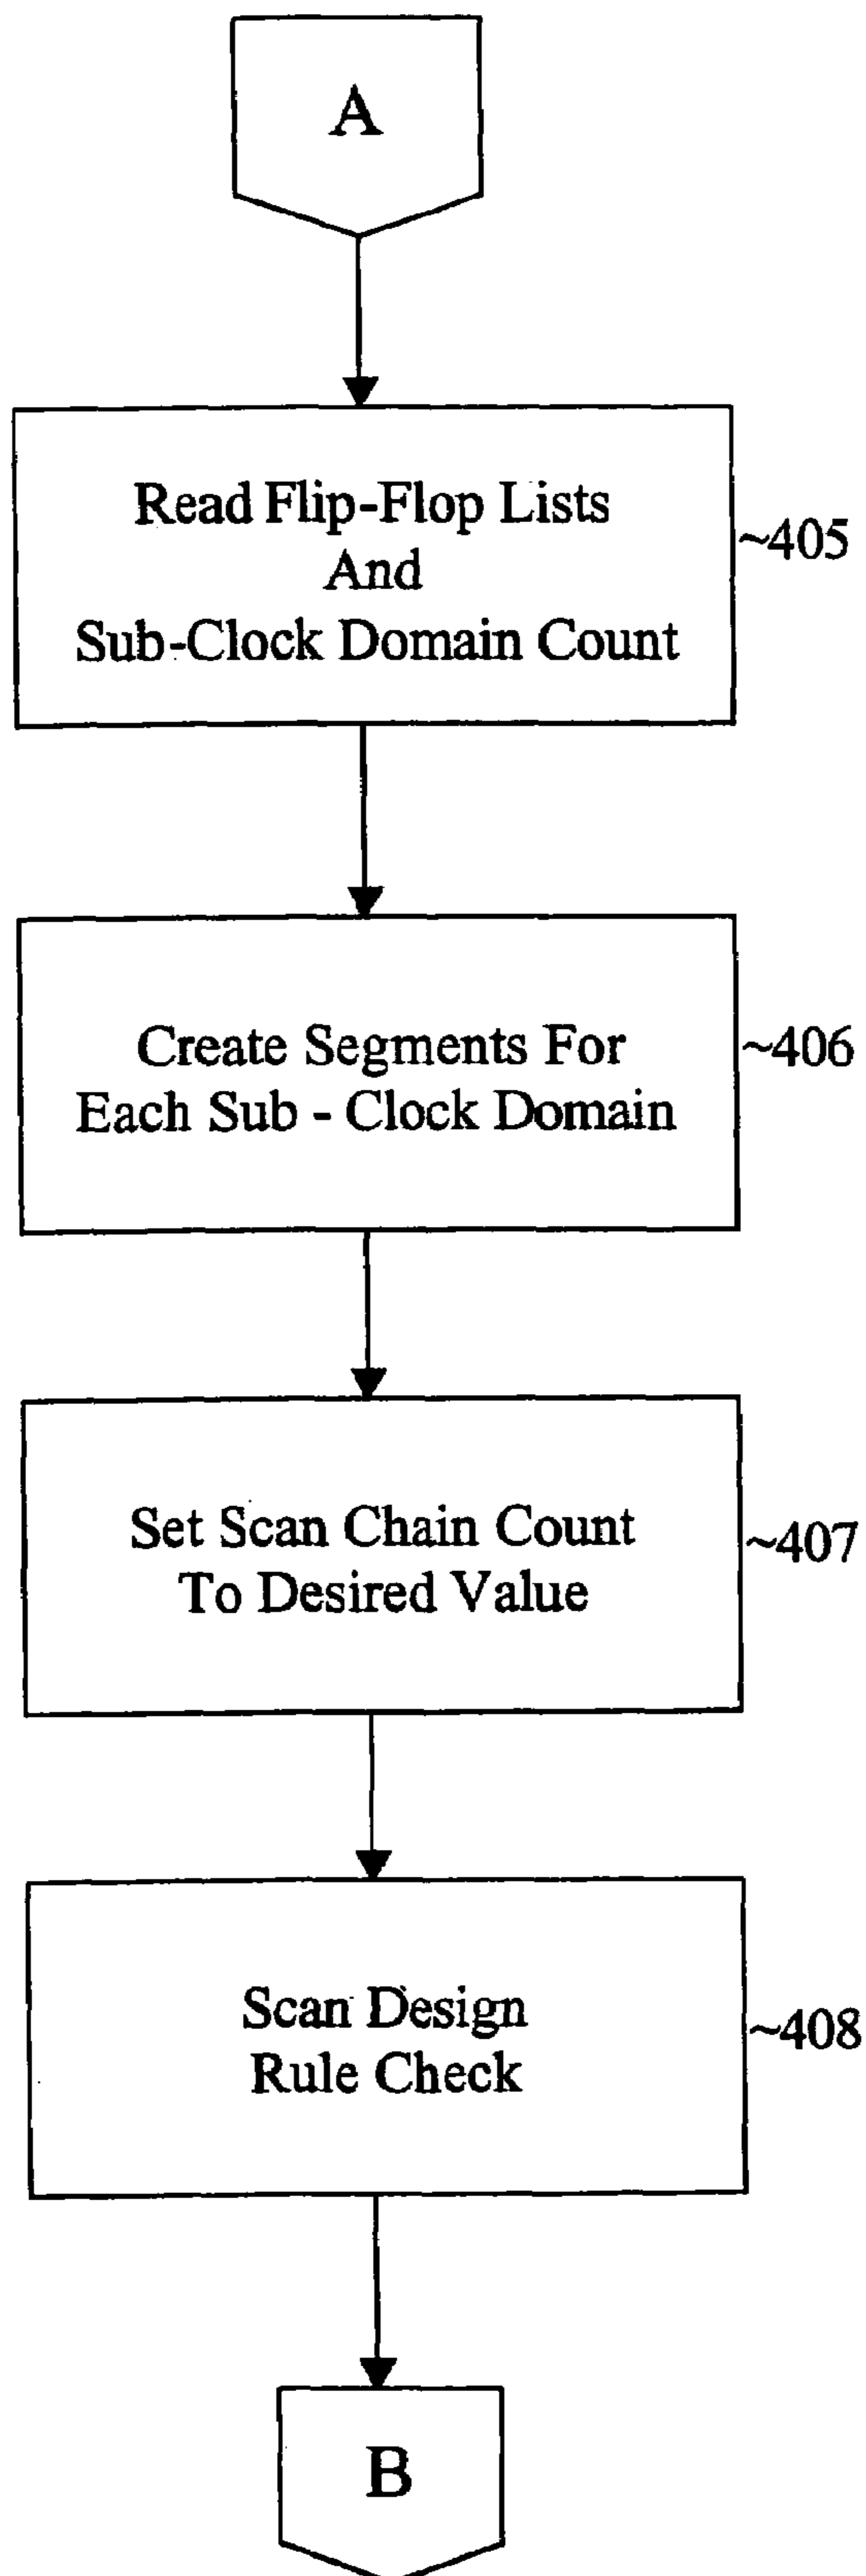 A
Read Flip-Flop Lists
And
Sub-Clock Domain Count
~405
Create Segments For
Each Sub - Clock Domain
~406
Set Scan Chain Count
To Desired Value
~407
Scan Design
Rule Check
~408
B